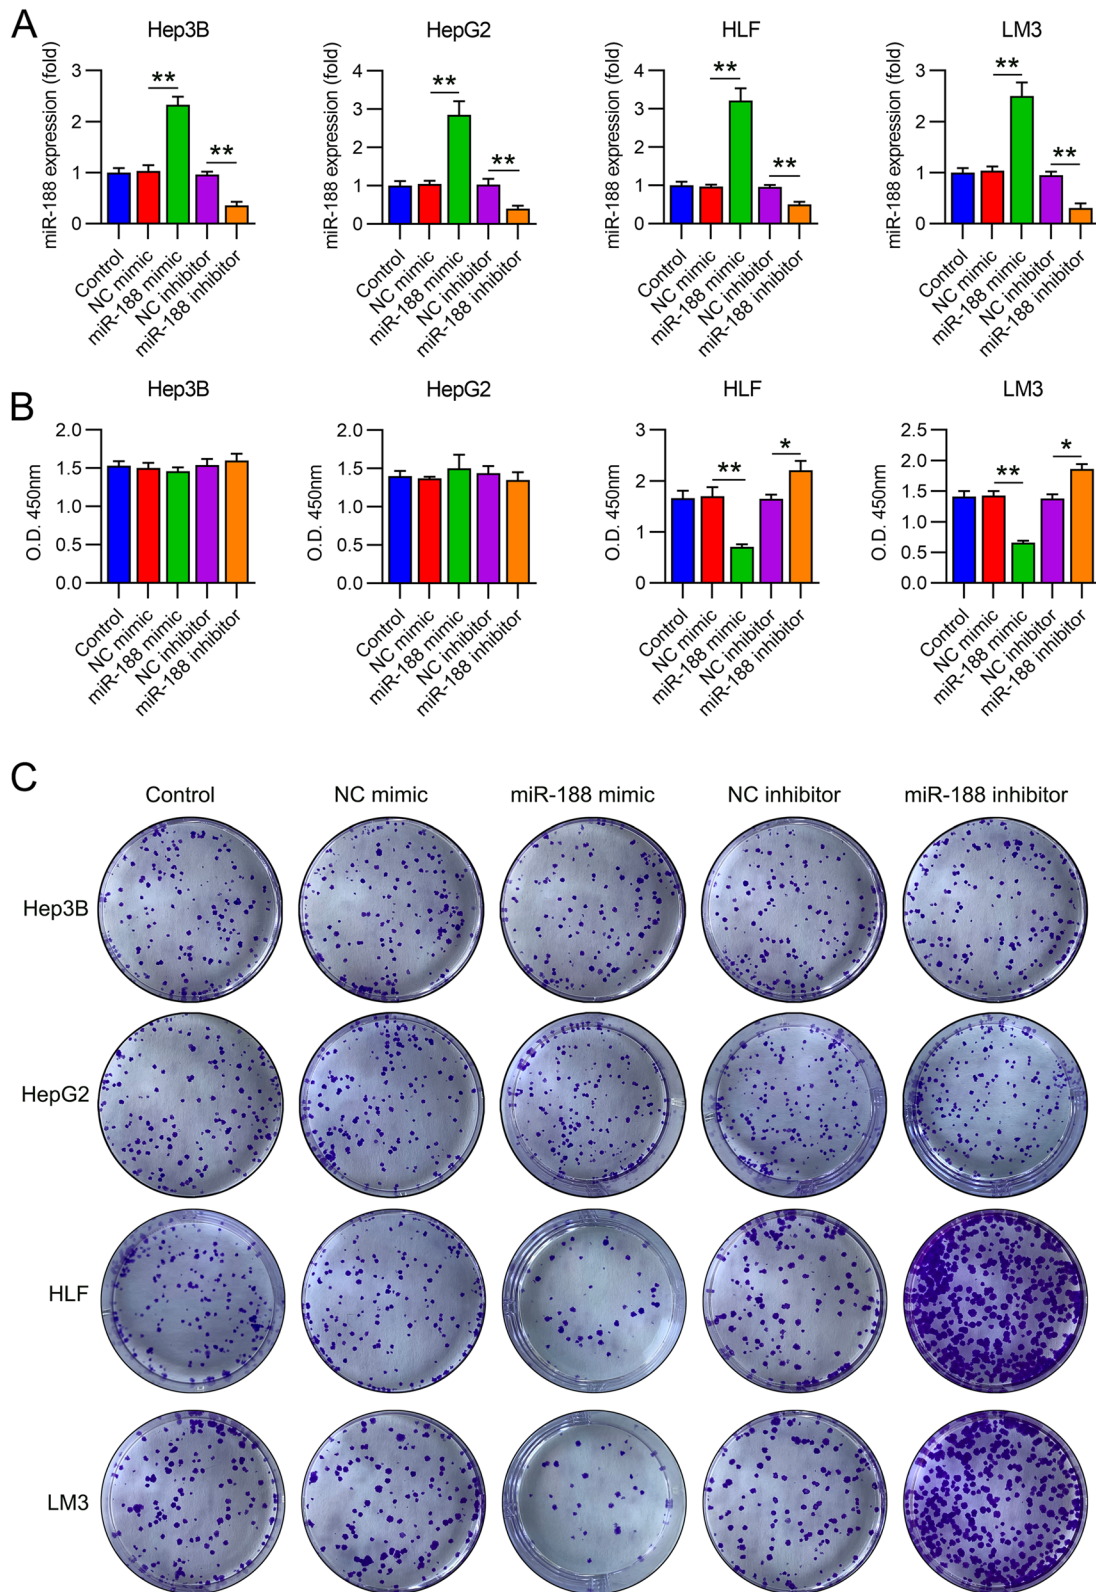 A
Hep3B
HepG2
HLF
LM3
miR-188 expression (fold)
3
2
1
0
**
**
Control
NC mimic
miR-188 mimic
NC inhibitor
miR-188 inhibitor
miR-188 expression (fold)
4
3
2
1
0
**
**
Control
NC mimic
miR-188 mimic
NC inhibitor
miR-188 inhibitor
miR-188 expression (fold)
4
3
2
1
0
**
**
Control
NC mimic
miR-188 mimic
NC inhibitor
miR-188 inhibitor
miR-188 expression (fold)
3
2
1
0
**
**
Control
NC mimic
miR-188 mimic
NC inhibitor
miR-188 inhibitor
B
Hep3B
HepG2
HLF
LM3
O.D. 450nm
2.0
1.5
1.0
0.5
0.0
Control
NC mimic
miR-188 mimic
NC inhibitor
miR-188 inhibitor
O.D. 450nm
2.0
1.5
1.0
0.5
0.0
Control
NC mimic
miR-188 mimic
NC inhibitor
miR-188 inhibitor
O.D. 450nm
3
2
1
0
**
*
Control
NC mimic
miR-188 mimic
NC inhibitor
miR-188 inhibitor
O.D. 450nm
2.5
2.0
1.5
1.0
0.5
0.0
**
*
Control
NC mimic
miR-188 mimic
NC inhibitor
miR-188 inhibitor
C
Control
NC mimic
miR-188 mimic
NC inhibitor
miR-188 inhibitor
Hep3B
HepG2
HLF
LM3